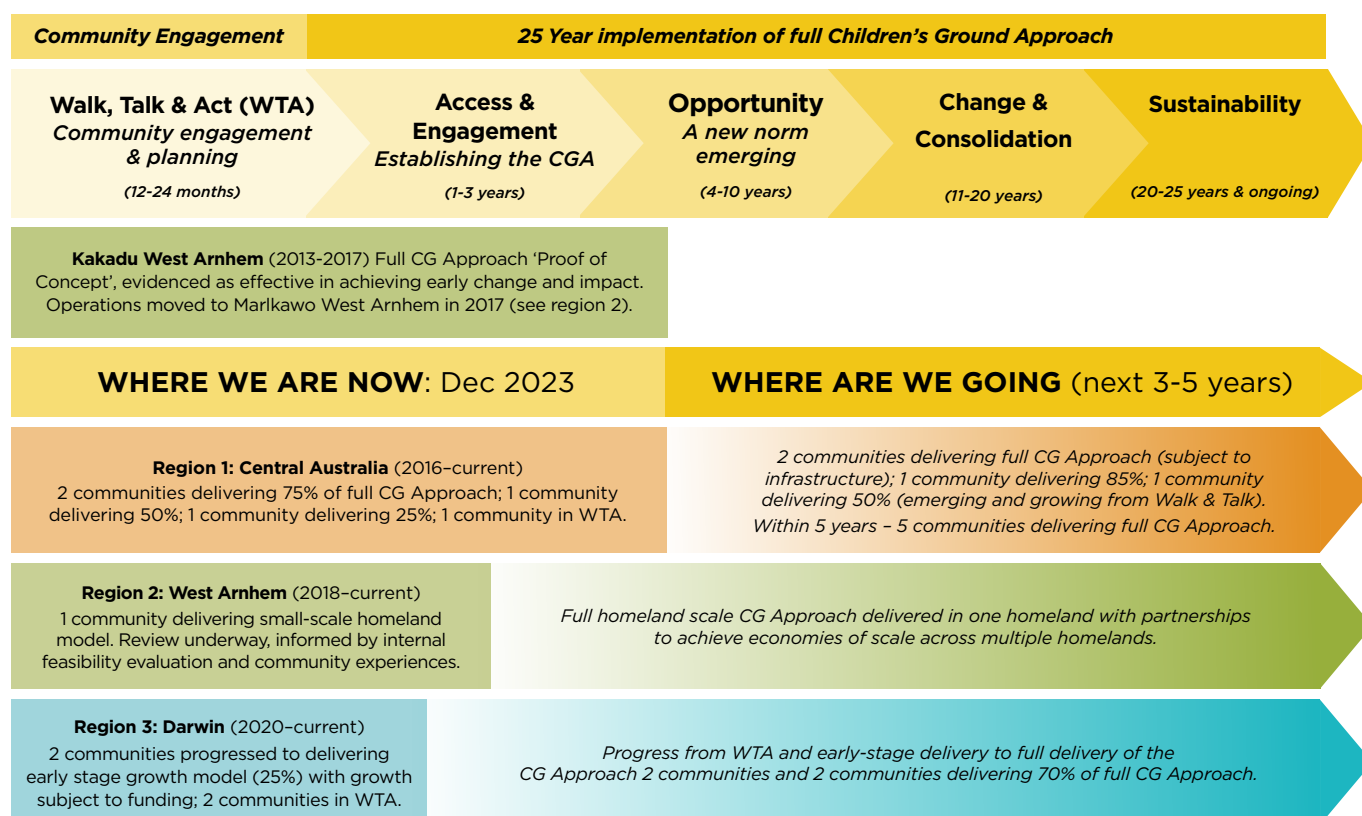 Community Engagement
25 Year implementation of full Children's Ground Approach
Walk, Talk & Act (WTA)
Community engagement
& planning
(12-24 months)
Access &
Engagement
Establishing the CGA
(1-3 years)
Opportunity
A new norm
emerging
(4-10 years)
Change &
Consolidation
(11-20 years)
Sustainability
(20-25 years & ongoing)
Kakadu West Arnhem (2013-2017) Full CG Approach 'Proof of
Concept', evidenced as effective in achieving early change and impact.
Operations moved to Marlkawo West Arnhem in 2017 (see region 2).
WHERE WE ARE NOW: Dec 2023
WHERE ARE WE GOING (next 3-5 years)
Region 1: Central Australia (2016–current)
2 communities delivering 75% of full CG Approach; 1 community
delivering 50%; 1 community delivering 25%; 1 community in WTA.
2 communities delivering full CG Approach (subject to
infrastructure); 1 community delivering 85%; 1 community
delivering 50% (emerging and growing from Walk & Talk).
Within 5 years – 5 communities delivering full CG Approach.
Region 2: West Arnhem (2018–current)
1 community delivering small-scale homeland
model. Review underway, informed by internal
feasibility evaluation and community experiences.
Full homeland scale CG Approach delivered in one homeland with partnerships
to achieve economies of scale across multiple homelands.
Region 3: Darwin (2020–current)
2 communities progressed to delivering
early stage growth model (25%) with growth
subject to funding; 2 communities in WTA.
Progress from WTA and early-stage delivery to full delivery of the
CG Approach 2 communities and 2 communities delivering 70% of full CG Approach.